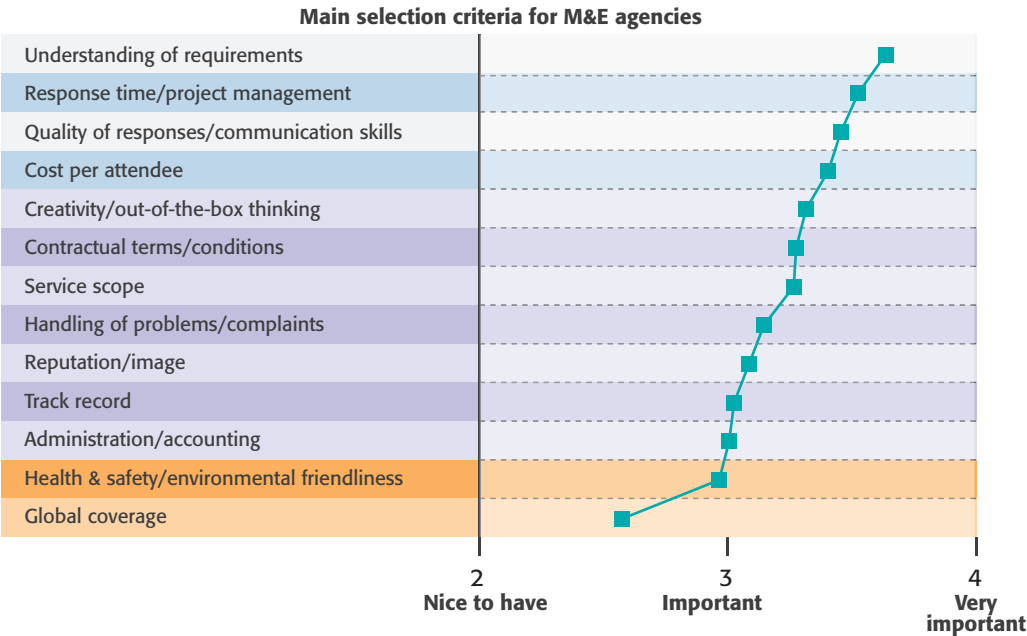 Main selection criteria for M&E agencies
Understanding of requirements
Response time/project management
Quality of responses/communication skills
Cost per attendee
Creativity/out-of-the-box thinking
Contractual terms/conditions
Service scope
Handling of problems/complaints
Reputation/image
Track record
Administration/accounting
Health & safety/environmental friendliness
Global coverage
2 3 4
Nice to have Important Very
important